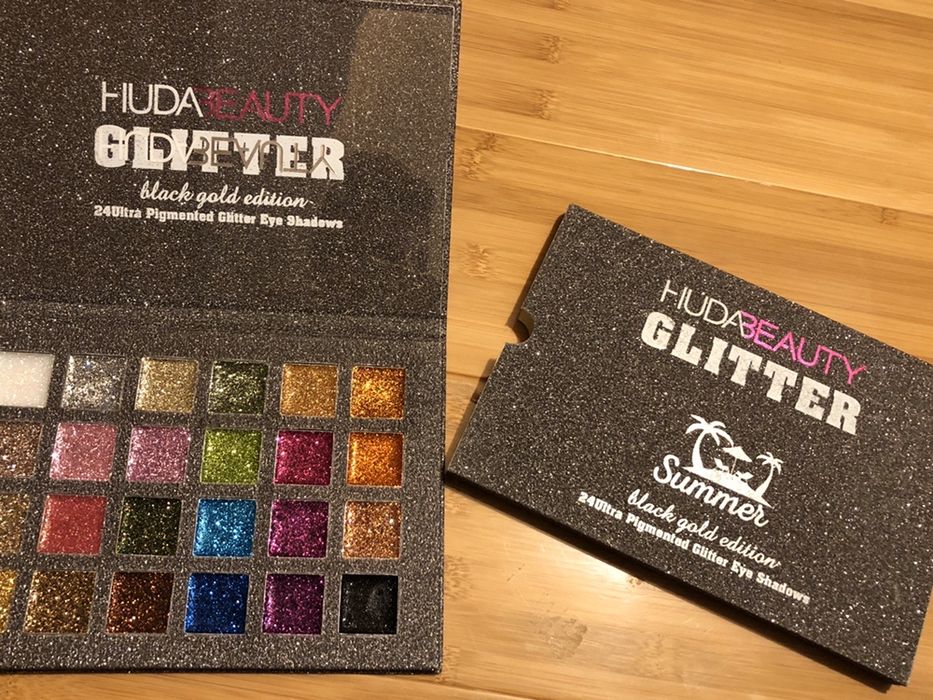 HUDABEAUTY
GLITTER
black gold edition
24Ultra Pigmented Glitter Eye Shadows
HUDABEAUTY
GLITTER
Summer
black gold edition
24Ultra Pigmented Glitter Eye Shadows